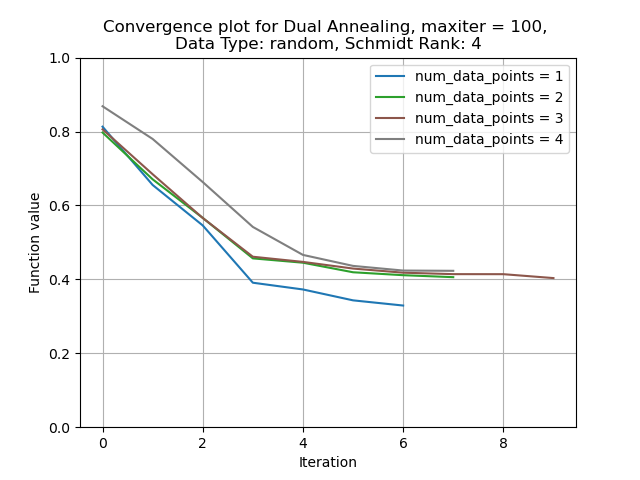 Convergence plot for Dual Annealing, maxiter = 100,
Data Type: random, Schmidt Rank: 4
num_data_points = 1
num_data_points = 2
num_data_points = 3
num_data_points = 4
1.0
0.8
0.6
0.4
0.2
0.0
Function value
0 2 4 6 8
Iteration